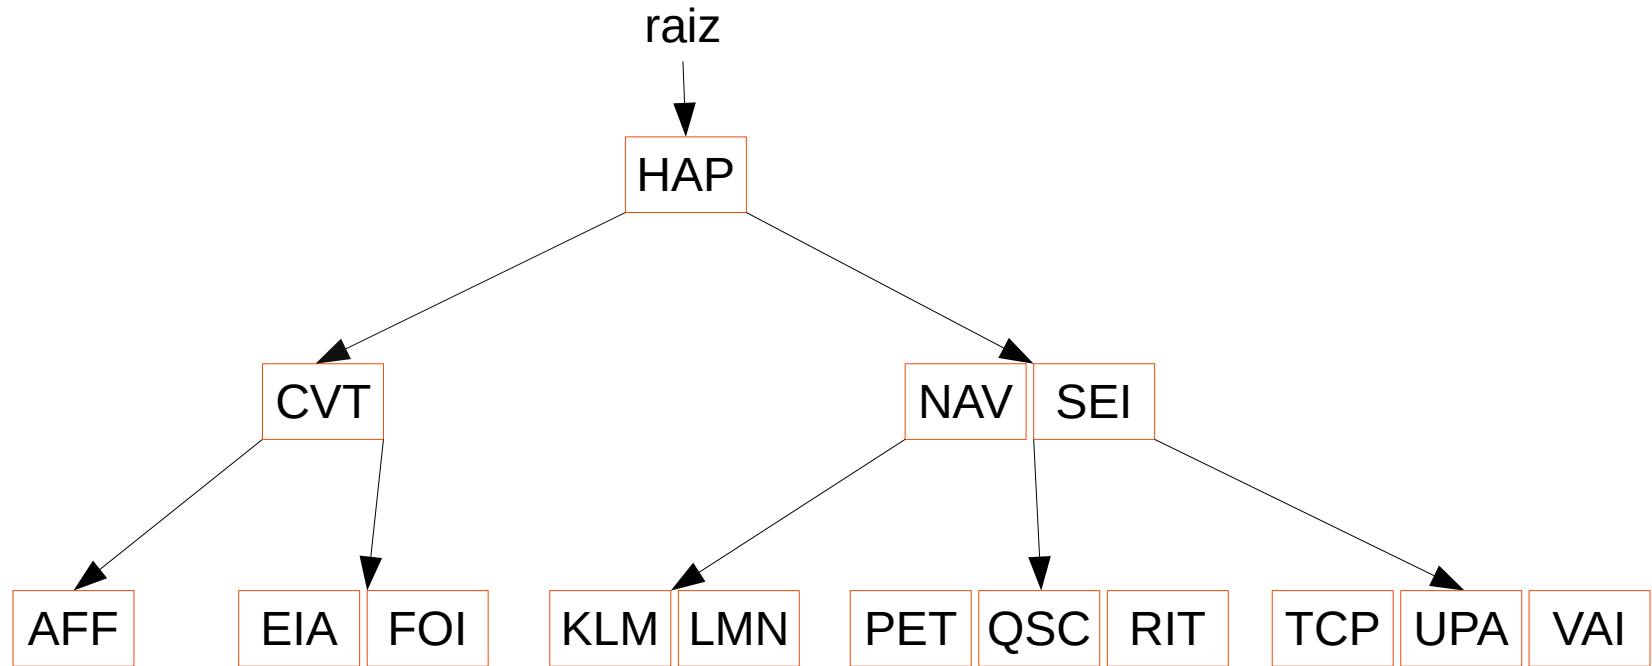 raiz
HAP
CVT NAV SEI
AFF EIA FOI KLM LMN PET QSC RIT TCP UPA VAI